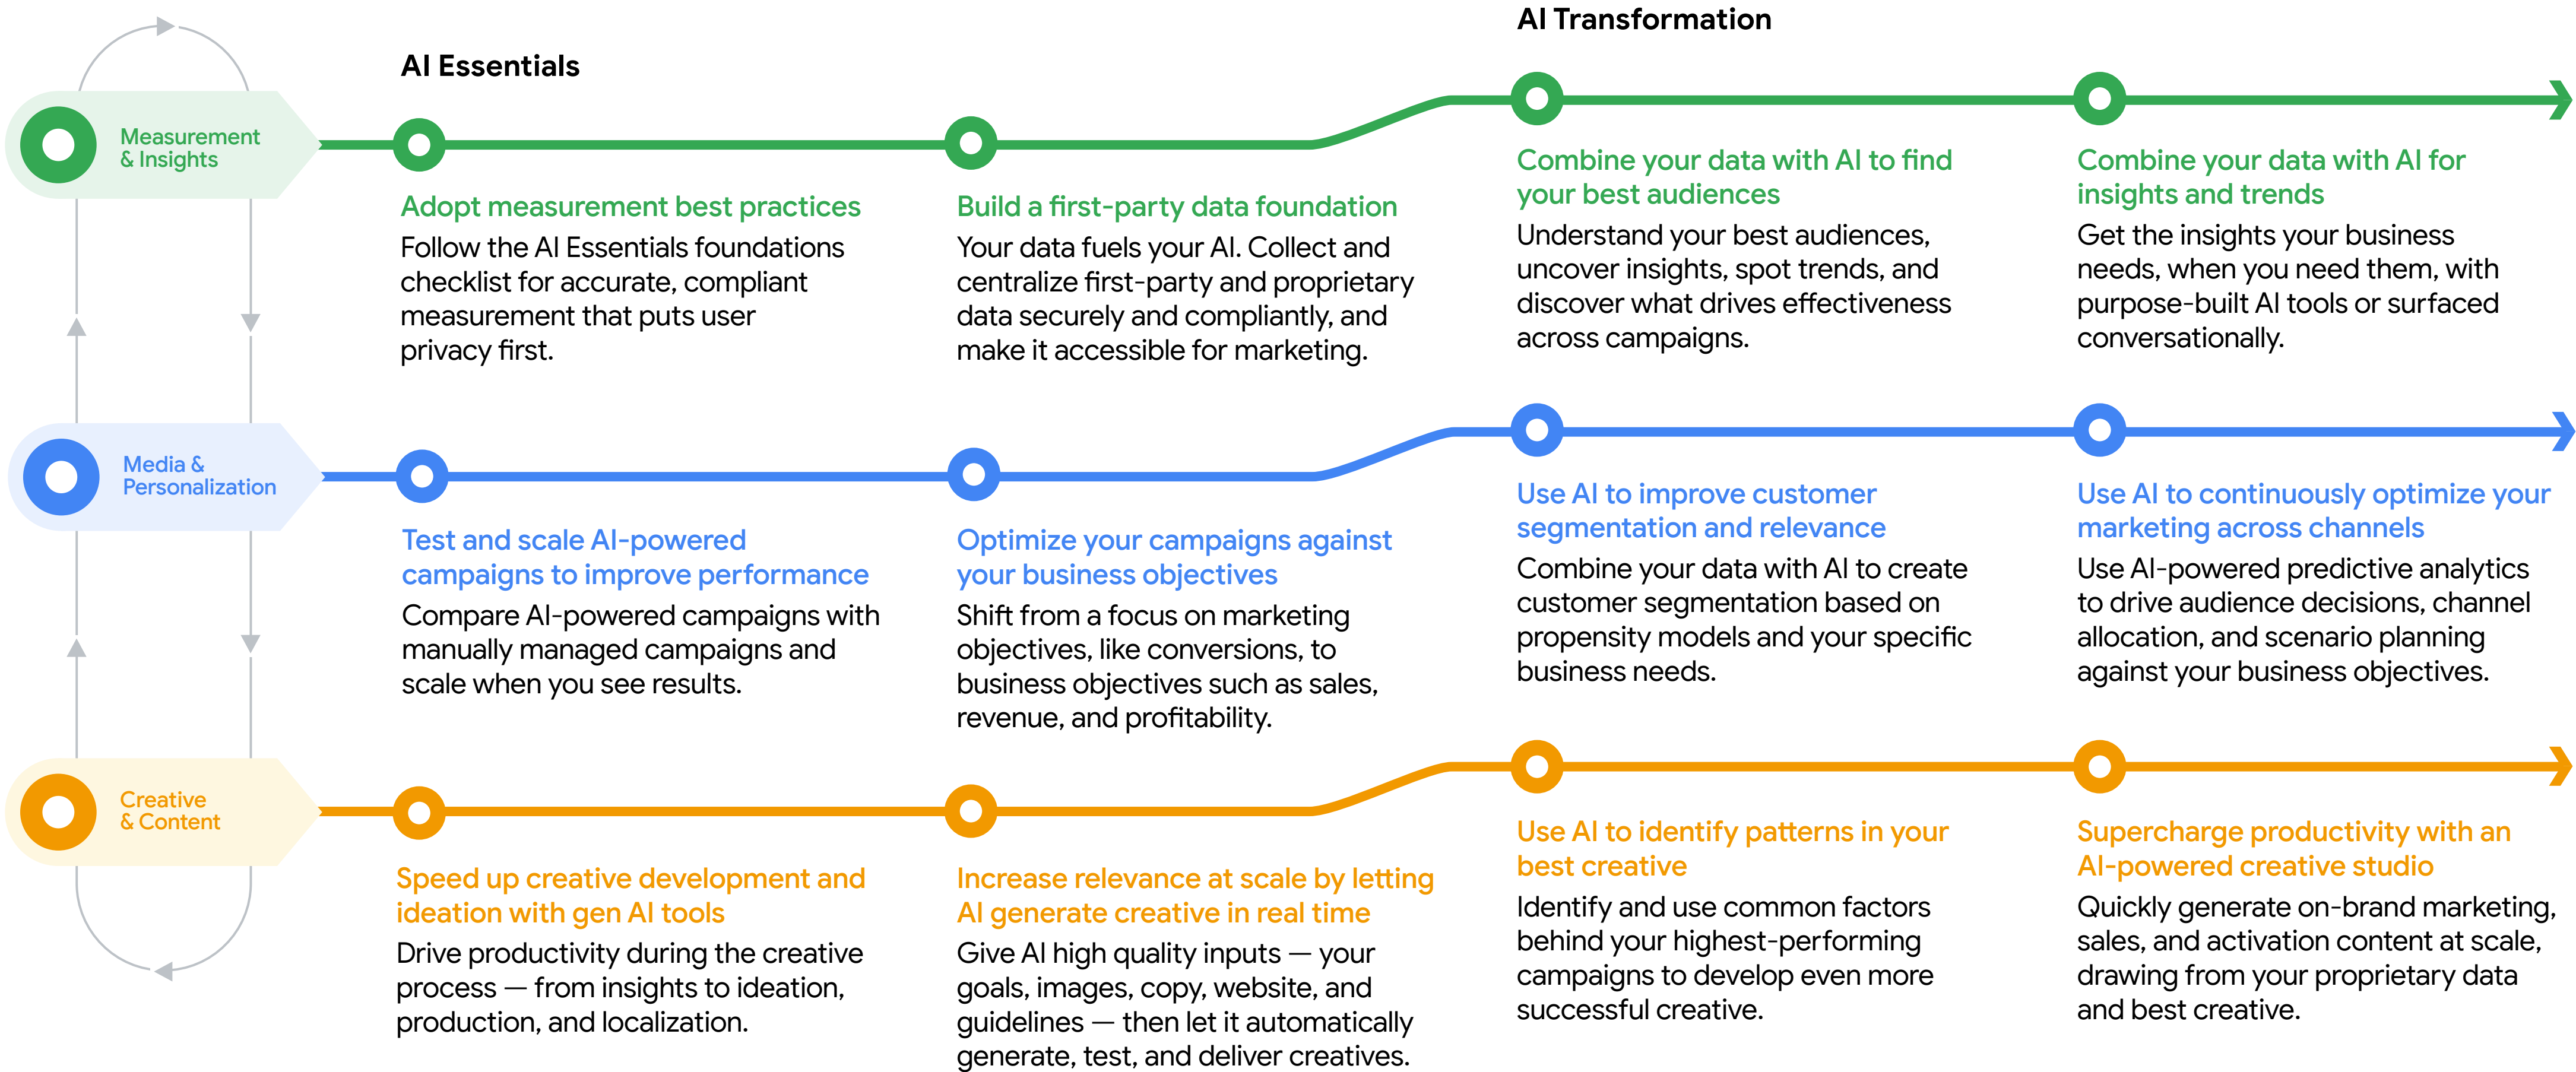 AI Transformation
AI Essentials
Measurement
& Insights
Adopt measurement best practices
Follow the AI Essentials foundations
checklist for accurate, compliant
measurement that puts user
privacy first.
Build a first-party data foundation
Your data fuels your AI. Collect and
centralize first-party and proprietary
data securely and compliantly, and
make it accessible for marketing.
Combine your data with AI to find
your best audiences
Understand your best audiences,
uncover insights, spot trends, and
discover what drives effectiveness
across campaigns.
Combine your data with AI for
insights and trends
Get the insights your business
needs, when you need them, with
purpose-built AI tools or surfaced
conversationally.
Media &
Personalization
Test and scale AI-powered
campaigns to improve performance
Compare AI-powered campaigns with
manually managed campaigns and
scale when you see results.
Optimize your campaigns against
your business objectives
Shift from a focus on marketing
objectives, like conversions, to
business objectives such as sales,
revenue, and profitability.
Use AI to improve customer
segmentation and relevance
Combine your data with AI to create
customer segmentation based on
propensity models and your specific
business needs.
Use AI to continuously optimize your
marketing across channels
Use AI-powered predictive analytics
to drive audience decisions, channel
allocation, and scenario planning
against your business objectives.
Creative
& Content
Speed up creative development and
ideation with gen AI tools
Drive productivity during the creative
process — from insights to ideation,
production, and localization.
Increase relevance at scale by letting
AI generate creative in real time
Give AI high quality inputs — your
goals, images, copy, website, and
guidelines — then let it automatically
generate, test, and deliver creatives.
Use AI to identify patterns in your
best creative
Identify and use common factors
behind your highest-performing
campaigns to develop even more
successful creative.
Supercharge productivity with an
AI-powered creative studio
Quickly generate on-brand marketing,
sales, and activation content at scale,
drawing from your proprietary data
and best creative.